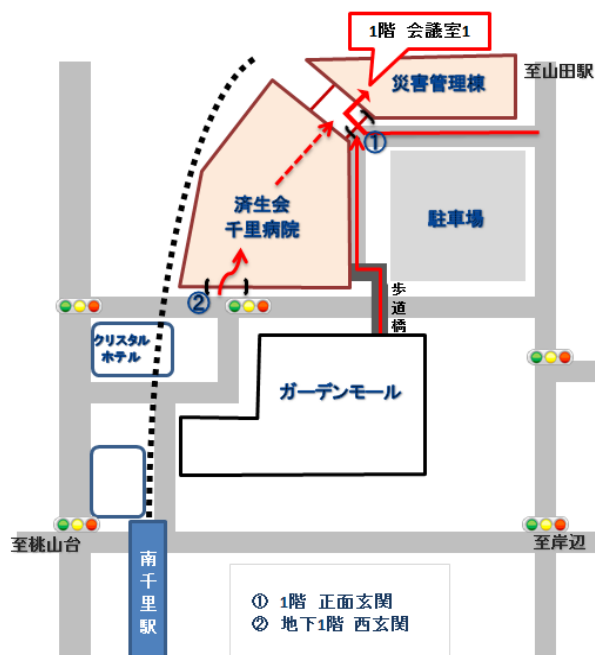 1階 会議室1
災害管理棟
至山田駅
①
済生会
千里病院
駐車場
②
歩道橋
クリスタル
ホテル
ガーデンモール
至桃山台
南千里駅
至岸辺
① 1階 正面玄関
② 地下1階 西玄関